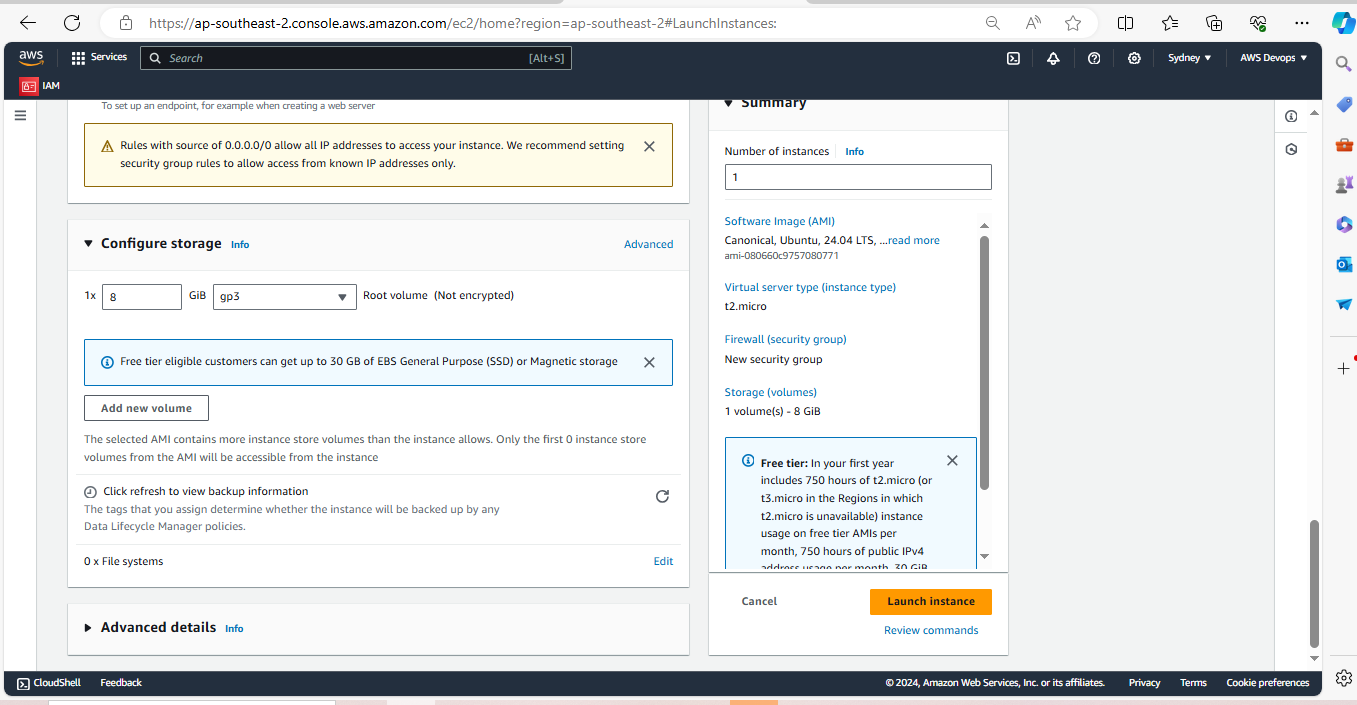 https://ap-southeast-2.console.aws.amazon.com/ec2/home?region=ap-southeast-2#LaunchInstances:
aws
Services
Search
[Alt+S]
Sydney
AWS Devops
IAM
To set up an endpoint, for example when creating a web server
Rules with source of 0.0.0.0/0 allow all IP addresses to access your instance. We recommend setting
security group rules to allow access from known IP addresses only.
Configure storage
Info
Advanced
1x
8
GiB
gp3
Root volume (Not encrypted)
Free tier eligible customers can get up to 30 GB of EBS General Purpose (SSD) or Magnetic storage
Add new volume
The selected AMI contains more instance store volumes than the instance allows. Only the first 0 instance store
volumes from the AMI will be accessible from the instance
Click refresh to view backup information
The tags that you assign determine whether the instance will be backed up by any
Data Lifecycle Manager policies.
0 x File systems
Edit
Advanced details
Info
Summary
Number of instances
Info
1
Software Image (AMI)
Canonical, Ubuntu, 24.04 LTS, ...read more
ami-080660c9757080771
Virtual server type (instance type)
t2.micro
Firewall (security group)
New security group
Storage (volumes)
1 volume(s) - 8 GiB
Free tier: In your first year
includes 750 hours of t2.micro (or
t3.micro in the Regions in which
t2.micro is unavailable) instance
usage on free tier AMIs per
month, 750 hours of public IPv4
address usage per month, 30 GiB
Cancel
Launch instance
Review commands
CloudShell
Feedback
© 2024, Amazon Web Services, Inc. or its affiliates.
Privacy
Terms
Cookie preferences